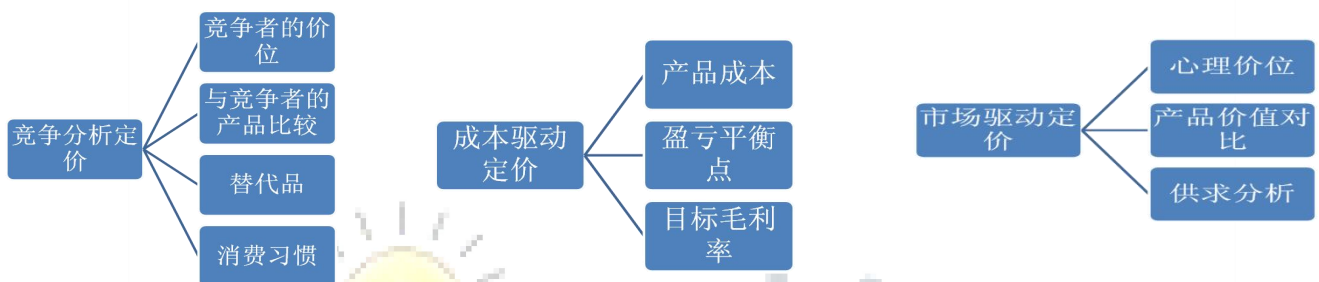 竞争分析定
价
竞争者的价
位
与竞争者的
产品比较
替代品
消费习惯
成本驱动
定价
产品成本
盈亏平衡
点
目标毛利
率
市场驱动定
价
心理价位
产品价值对
比
供求分析